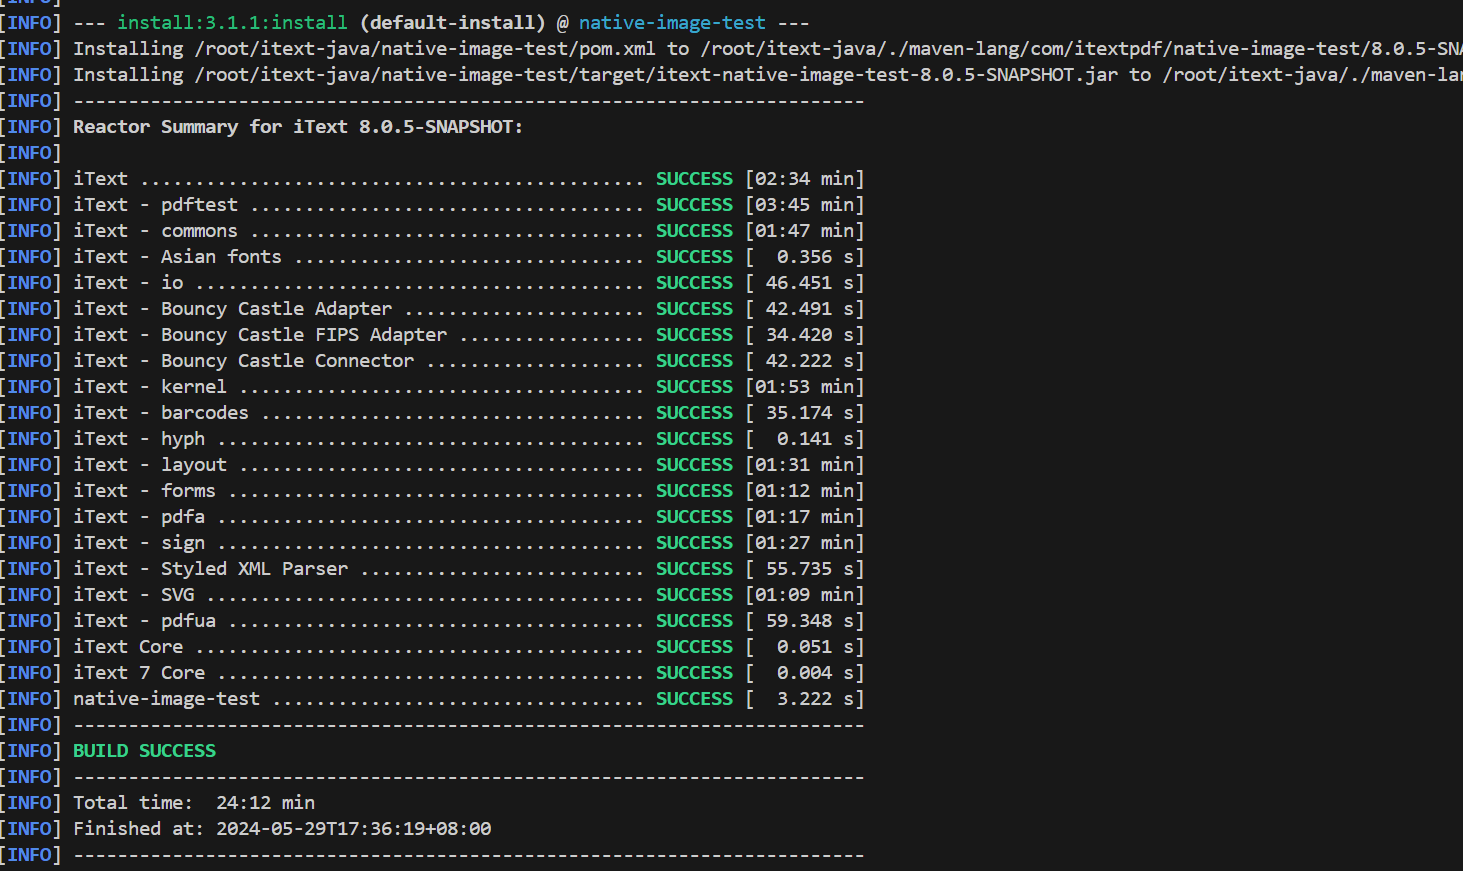 [INFO]
[INFO] --- install:3.1.1:install (default-install) @ native-image-test ---
[INFO] Installing /root/itext-java/native-image-test/pom.xml to /root/itext-java/./maven-lang/com/itextpdf/native-image-test/8.0.5-SNA
[INFO] Installing /root/itext-java/native-image-test/target/itext-native-image-test-8.0.5-SNAPSHOT.jar to /root/itext-java/./maven-lan
[INFO] ------------------------------------------------------------------------
[INFO] Reactor Summary for iText 8.0.5-SNAPSHOT:
[INFO]
[INFO] iText .............................................. SUCCESS [02:34 min]
[INFO] iText - pdftest .................................... SUCCESS [03:45 min]
[INFO] iText - commons .................................... SUCCESS [01:47 min]
[INFO] iText - Asian fonts ................................ SUCCESS [  0.356 s]
[INFO] iText - io ......................................... SUCCESS [ 46.451 s]
[INFO] iText - Bouncy Castle Adapter ...................... SUCCESS [ 42.491 s]
[INFO] iText - Bouncy Castle FIPS Adapter ................. SUCCESS [ 34.420 s]
[INFO] iText - Bouncy Castle Connector .................... SUCCESS [ 42.222 s]
[INFO] iText - kernel ..................................... SUCCESS [01:53 min]
[INFO] iText - barcodes ................................... SUCCESS [ 35.174 s]
[INFO] iText - hyph ....................................... SUCCESS [  0.141 s]
[INFO] iText - layout ..................................... SUCCESS [01:31 min]
[INFO] iText - forms ...................................... SUCCESS [01:12 min]
[INFO] iText - pdfa ....................................... SUCCESS [01:17 min]
[INFO] iText - sign ....................................... SUCCESS [01:27 min]
[INFO] iText - Styled XML Parser .......................... SUCCESS [ 55.735 s]
[INFO] iText - SVG ........................................ SUCCESS [01:09 min]
[INFO] iText - pdfua ...................................... SUCCESS [ 59.348 s]
[INFO] iText Core ......................................... SUCCESS [  0.051 s]
[INFO] iText 7 Core ....................................... SUCCESS [  0.004 s]
[INFO] native-image-test .................................. SUCCESS [  3.222 s]
[INFO] ------------------------------------------------------------------------
[INFO] BUILD SUCCESS
[INFO] ------------------------------------------------------------------------
[INFO] Total time:  24:12 min
[INFO] Finished at: 2024-05-29T17:36:19+08:00
[INFO] ------------------------------------------------------------------------